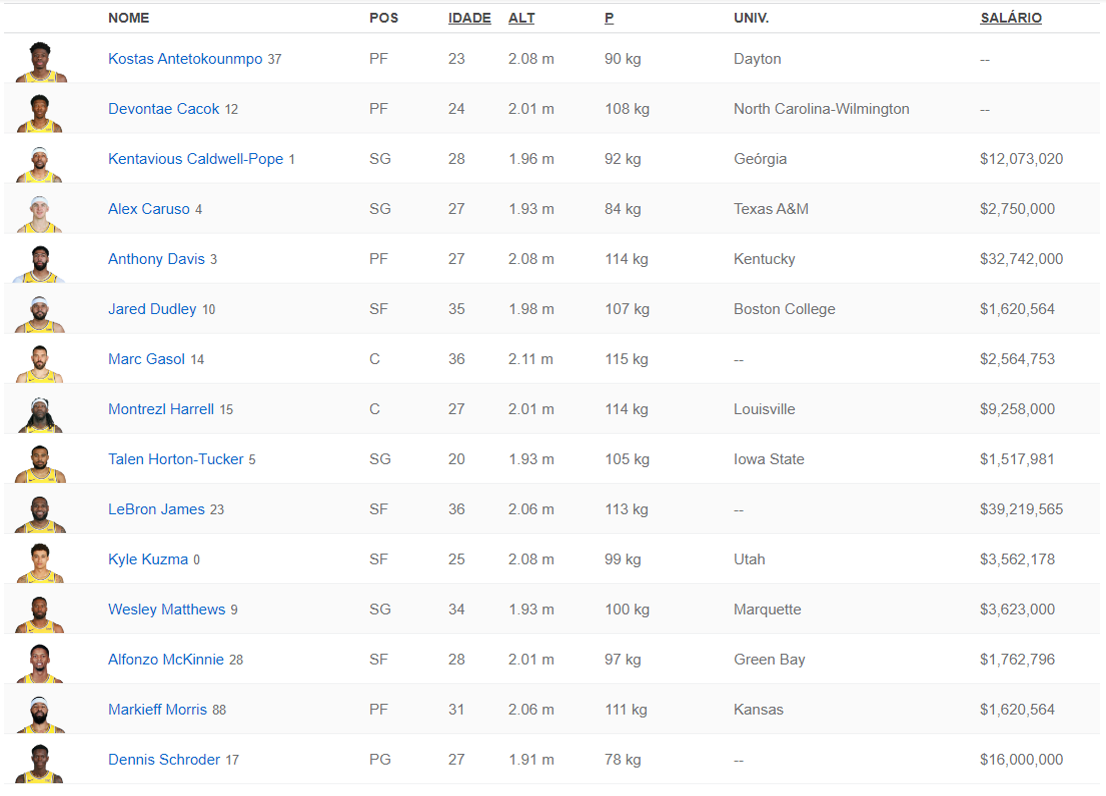 NOME POS IDADE ALT P UNIV. SALÁRIO
Kostas Antetokounmpo 37 PF 23 2.08 m 90 kg Dayton --
Devontae Cacok 12 PF 24 2.01 m 108 kg North Carolina-Wilmington --
Kentavious Caldwell-Pope 1 SG 28 1.96 m 92 kg Geórgia $12,073,020
Alex Caruso 4 SG 27 1.93 m 84 kg Texas A&M $2,750,000
Anthony Davis 3 PF 27 2.08 m 114 kg Kentucky $32,742,000
Jared Dudley 10 SF 35 1.98 m 107 kg Boston College $1,620,564
Marc Gasol 14 C 36 2.11 m 115 kg -- $2,564,753
Montrezl Harrell 15 C 27 2.01 m 114 kg Louisville $9,258,000
Talen Horton-Tucker 5 SG 20 1.93 m 105 kg Iowa State $1,517,981
LeBron James 23 SF 36 2.06 m 113 kg -- $39,219,565
Kyle Kuzma 0 SF 25 2.08 m 99 kg Utah $3,562,178
Wesley Matthews 9 SG 34 1.93 m 100 kg Marquette $3,623,000
Alfonzo McKinnie 28 SF 28 2.01 m 97 kg Green Bay $1,762,796
Markieff Morris 88 PF 31 2.06 m 111 kg Kansas $1,620,564
Dennis Schroder 17 PG 27 1.91 m 78 kg -- $16,000,000